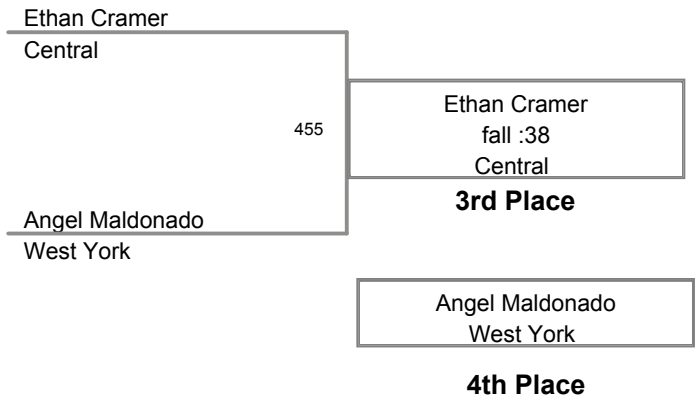 Ethan Cramer
Central
455
Ethan Cramer
fall :38
Central
3rd Place
Angel Maldonado
West York
Angel Maldonado
West York
4th Place